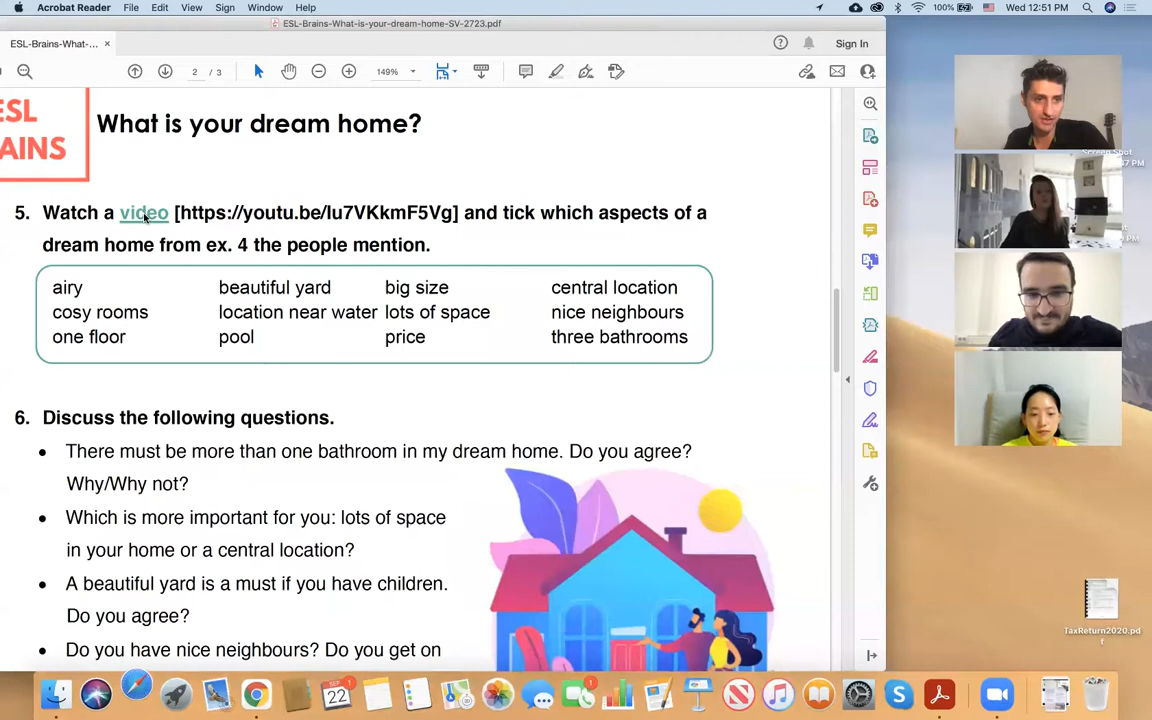 Acrobat Reader File Edit View Sign Window Help 100% Wed 12:51 PM
ESL-Brains-What-is-your-dream-home-SV-2723.pdf
ESL-Brains-What-... × Sign In
2 / 3 149%
ESL
AINS
What is your dream home?
5. Watch a video [https://youtu.be/lu7VKkmF5Vg] and tick which aspects of a
dream home from ex. 4 the people mention.
airy beautiful yard big size central location
cosy rooms location near water lots of space nice neighbours
one floor pool price three bathrooms
6. Discuss the following questions.
• There must be more than one bathroom in my dream home. Do you agree?
Why/Why not?
• Which is more important for you: lots of space
in your home or a central location?
• A beautiful yard is a must if you have children.
Do you agree?
• Do you have nice neighbours? Do you get on
TaxReturn2020.pd
f
SEP
22
1
1